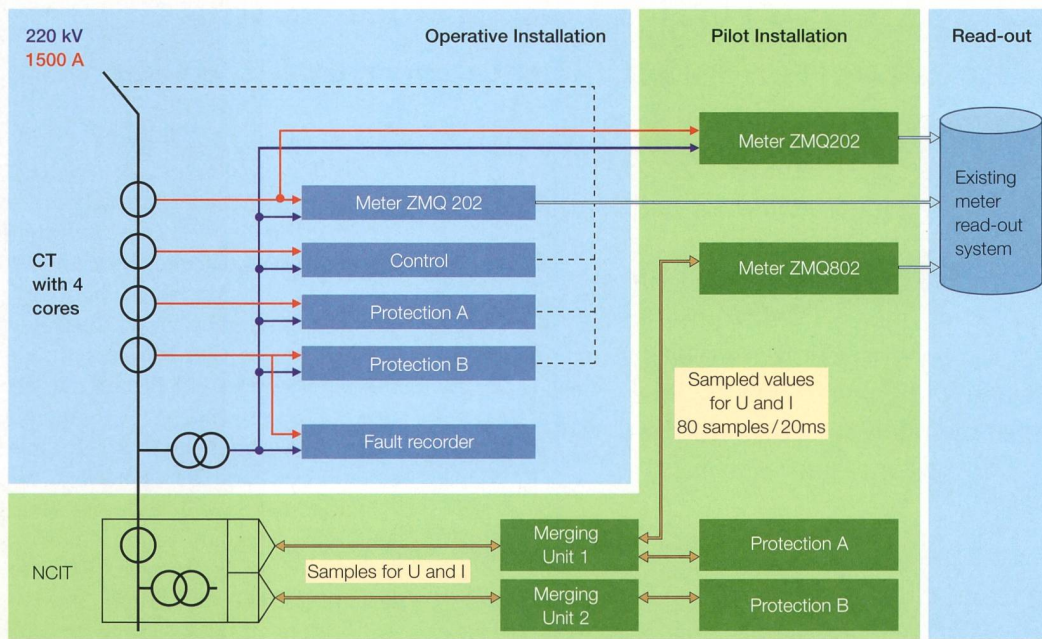 220 kV
1500 A
Operative Installation
Pilot Installation
Read-out
Meter ZMQ202
Meter ZMQ 202
Existing
meter
read-out
system
CT
with 4
cores
Control
Meter ZMQ802
Protection A
Protection B
Sampled values
for U and I
80 samples / 20ms
Fault recorder
NCIT
Samples for U and I
Merging
Unit 1
Protection A
Merging
Unit 2
Protection B